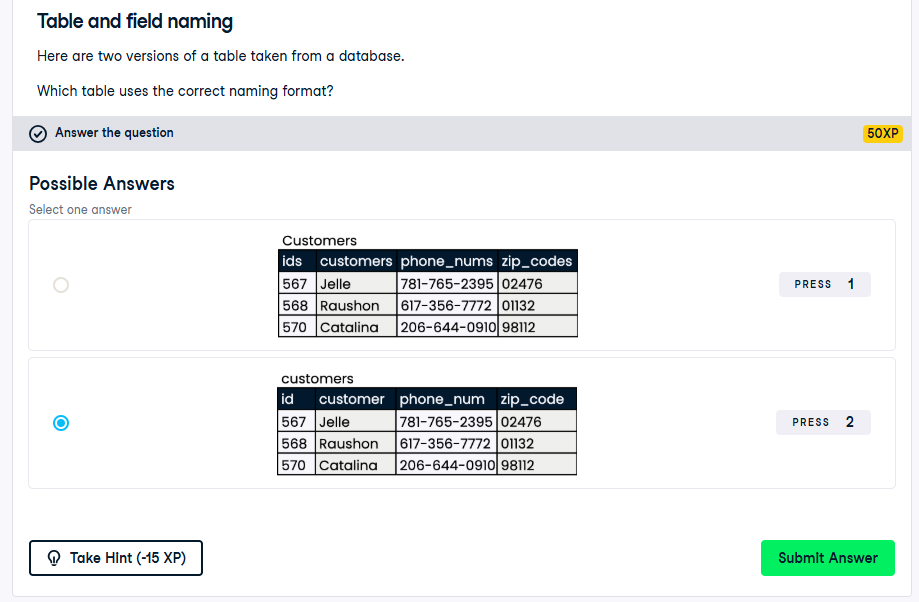 Table and field naming
Here are two versions of a table taken from a database.
Which table uses the correct naming format?
Answer the question
50XP
Possible Answers
Select one answer
Customers
ids customers phone_nums zip_codes
567 Jelle 781-765-2395 02476
568 Raushon 617-356-7772 01132
570 Catalina 206-644-0910 98112
PRESS 1
customers
id customer phone_num zip_code
567 Jelle 781-765-2395 02476
568 Raushon 617-356-7772 01132
570 Catalina 206-644-0910 98112
PRESS 2
Take Hint (-15 XP)
Submit Answer